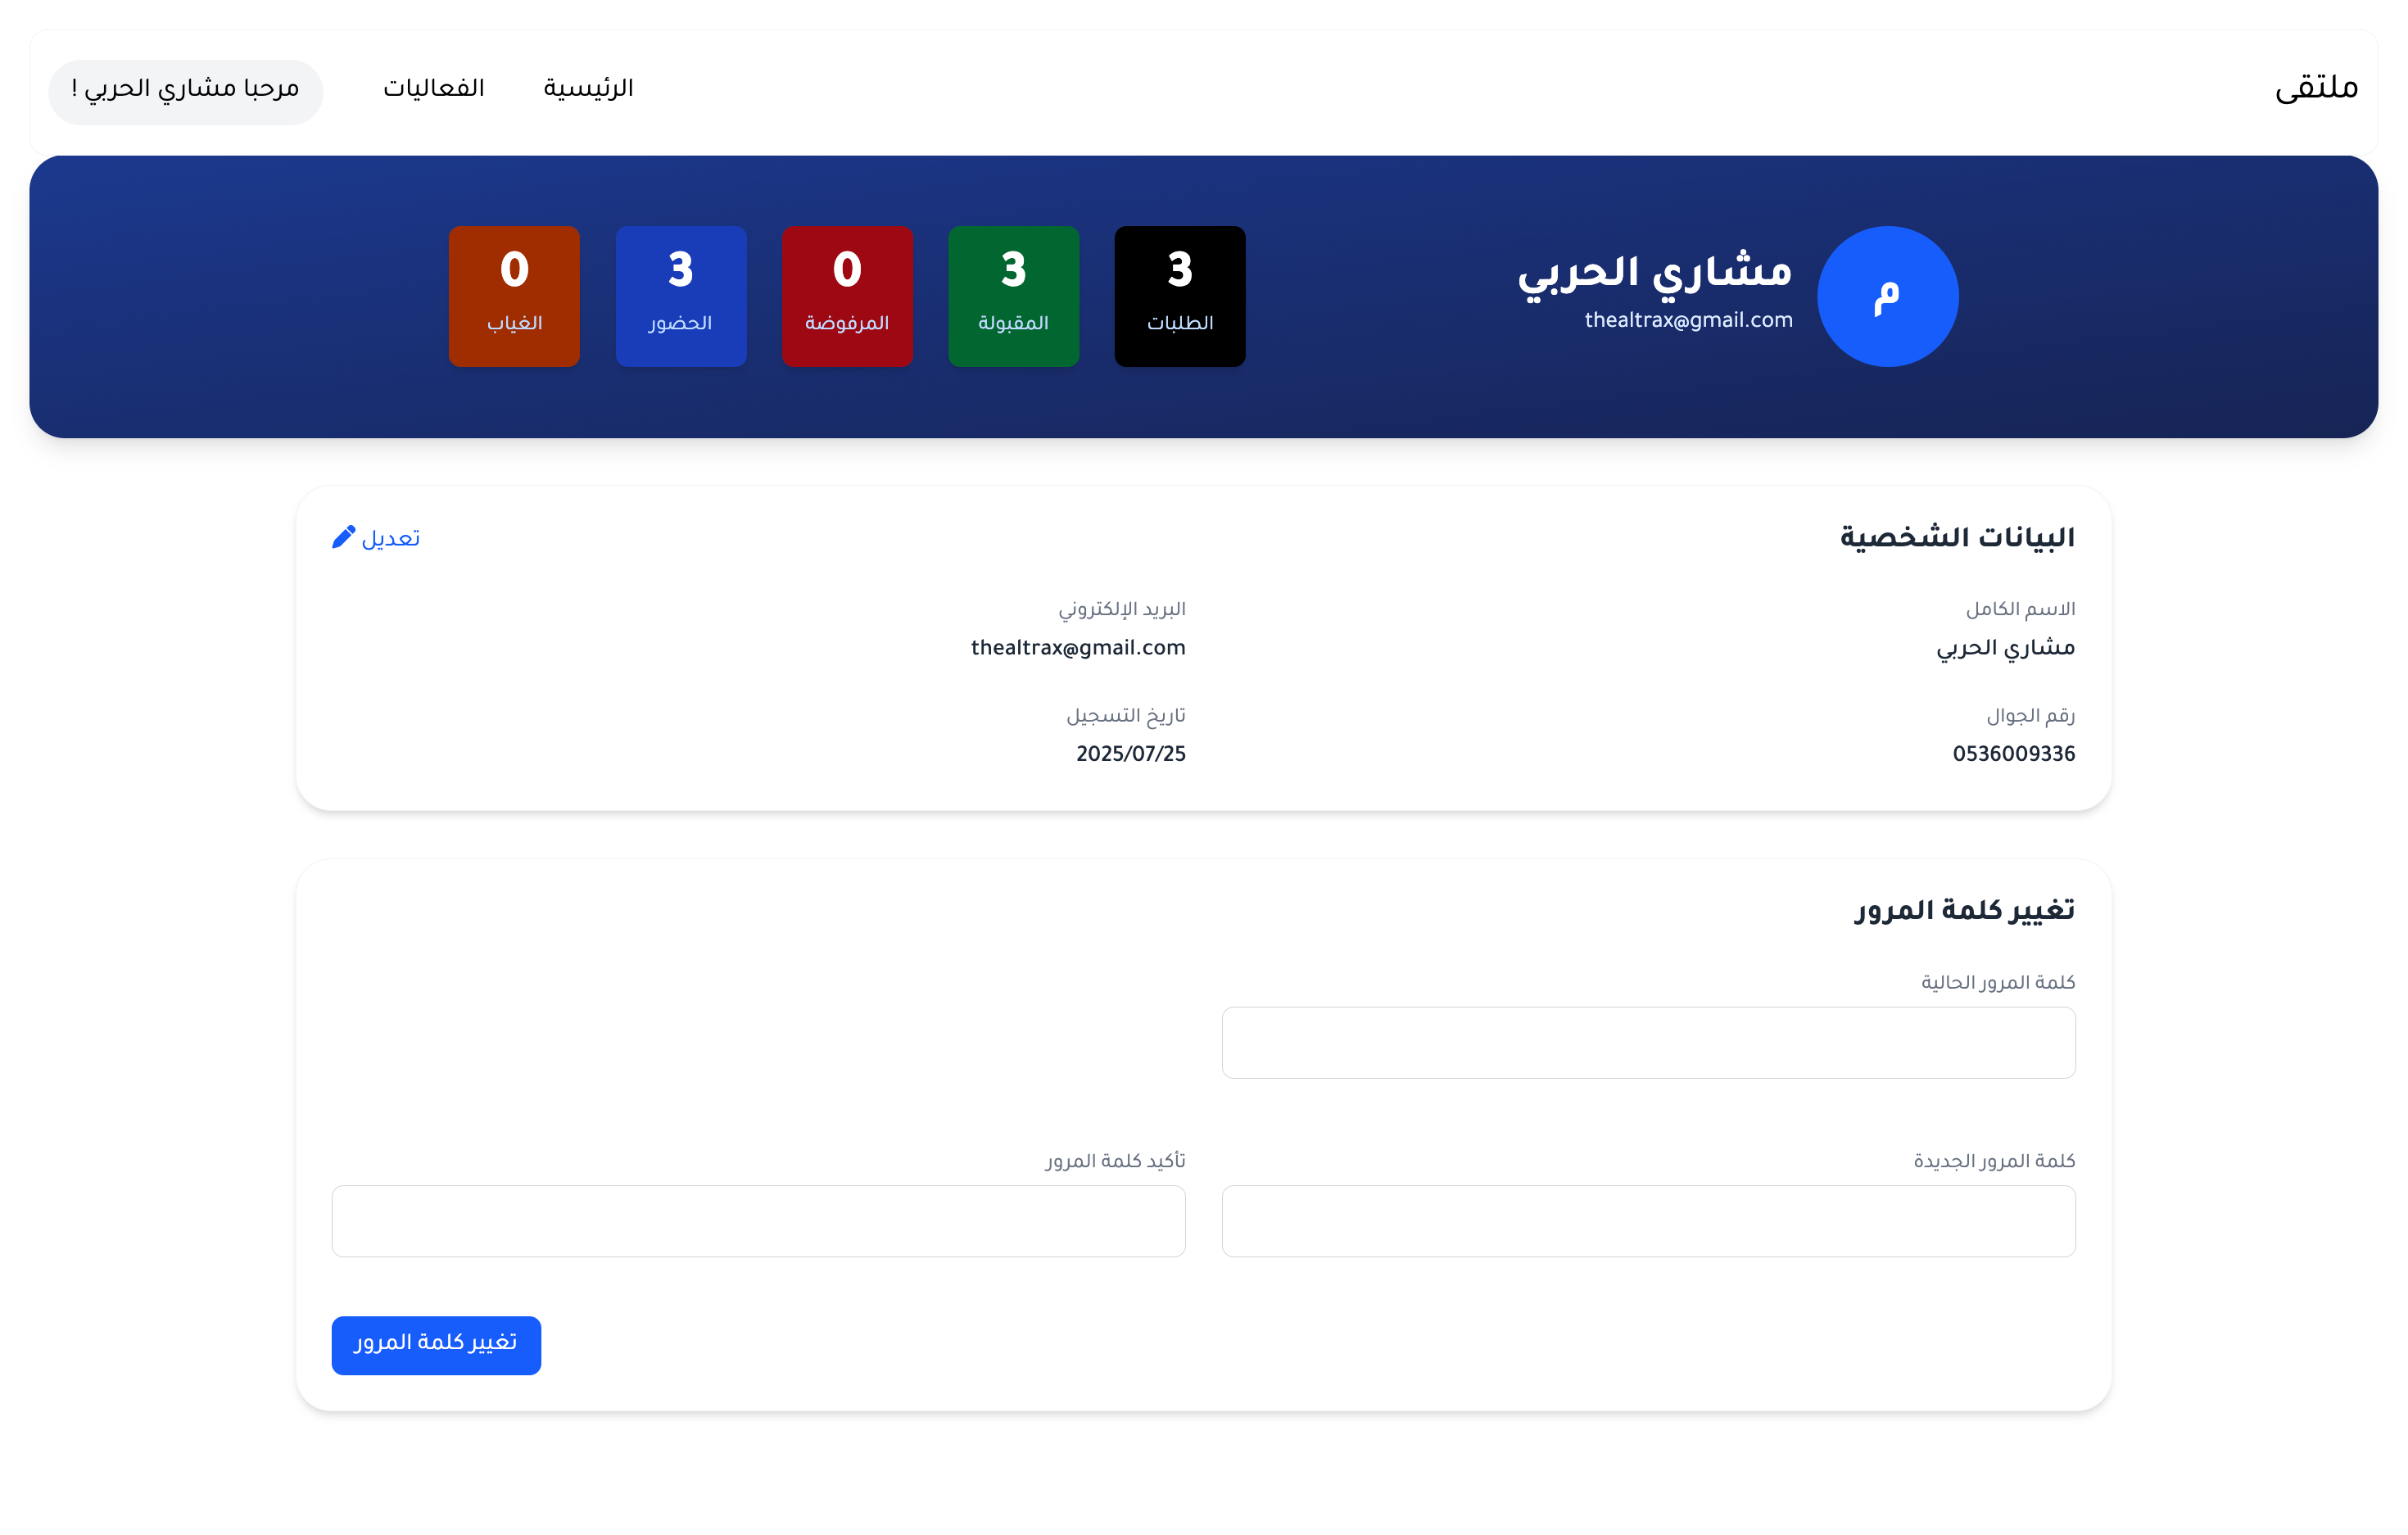 ملتقى
الرئيسية
الفعاليات
مرحبا مشاري الحربي !
م
مشاري الحربي
thealtrax@gmail.com
3
الطلبات
3
المقبولة
0
المرفوضة
3
الحضور
0
الغياب
البيانات الشخصية
تعديل
الاسم الكامل
مشاري الحربي
البريد الإلكتروني
thealtrax@gmail.com
رقم الجوال
0536009336
تاريخ التسجيل
2025/07/25
تغيير كلمة المرور
كلمة المرور الحالية
كلمة المرور الجديدة
تأكيد كلمة المرور
تغيير كلمة المرور